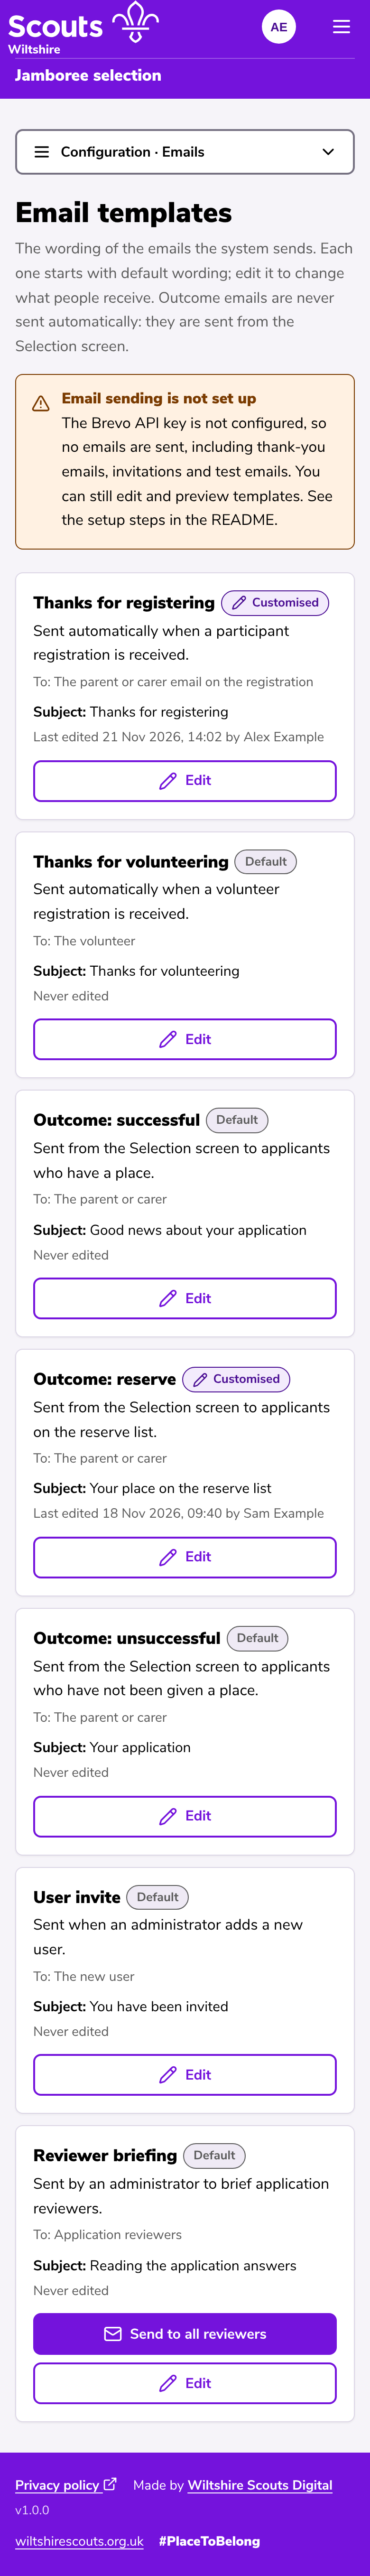 Scouts
Wiltshire
AE
Jamboree selection
Configuration · Emails
Email templates
The wording of the emails the system sends. Each
one starts with default wording; edit it to change
what people receive. Outcome emails are never
sent automatically: they are sent from the
Selection screen.
Email sending is not set up
The Brevo API key is not configured, so
no emails are sent, including thank-you
emails, invitations and test emails. You
can still edit and preview templates. See
the setup steps in the README.
Thanks for registering Customised
Sent automatically when a participant
registration is received.
To: The parent or carer email on the registration
Subject: Thanks for registering
Last edited 21 Nov 2026, 14:02 by Alex Example
Edit
Thanks for volunteering Default
Sent automatically when a volunteer
registration is received.
To: The volunteer
Subject: Thanks for volunteering
Never edited
Edit
Outcome: successful Default
Sent from the Selection screen to applicants
who have a place.
To: The parent or carer
Subject: Good news about your application
Never edited
Edit
Outcome: reserve Customised
Sent from the Selection screen to applicants
on the reserve list.
To: The parent or carer
Subject: Your place on the reserve list
Last edited 18 Nov 2026, 09:40 by Sam Example
Edit
Outcome: unsuccessful Default
Sent from the Selection screen to applicants
who have not been given a place.
To: The parent or carer
Subject: Your application
Never edited
Edit
User invite Default
Sent when an administrator adds a new
user.
To: The new user
Subject: You have been invited
Never edited
Edit
Reviewer briefing Default
Sent by an administrator to brief application
reviewers.
To: Application reviewers
Subject: Reading the application answers
Never edited
Send to all reviewers
Edit
Privacy policy Made by Wiltshire Scouts Digital
v1.0.0
wiltshirescouts.org.uk #PlaceToBelong